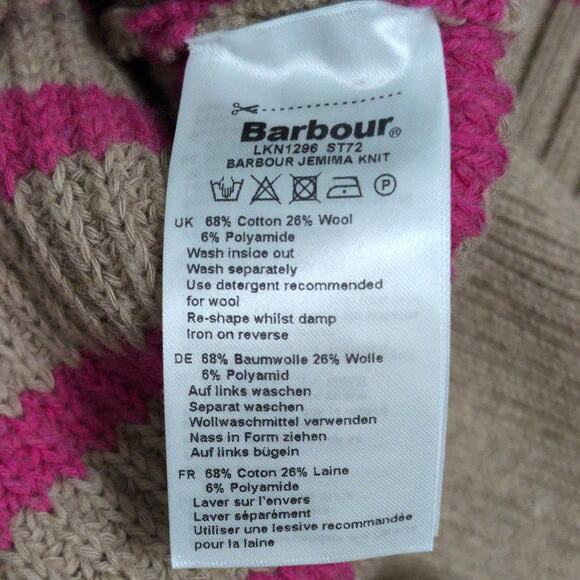 Barbour®
LKN1296 ST72
BARBOUR JEMIMA KNIT
P
UK 68% Cotton 26% Wool
6% Polyamide
Wash inside out
Wash separately
Use detergent recommended
for wool
Re-shape whilst damp
Iron on reverse
DE 68% Baumwolle 26% Wolle
6% Polyamid
Auf links waschen
Separat waschen
Wollwaschmittel verwenden
Nass in Form ziehen
Auf links bügeln
FR 68% Coton 26% Laine
6% Polyamide
Laver sur l'envers
Laver séparément
Utiliser une lessive recommandée
pour la laine